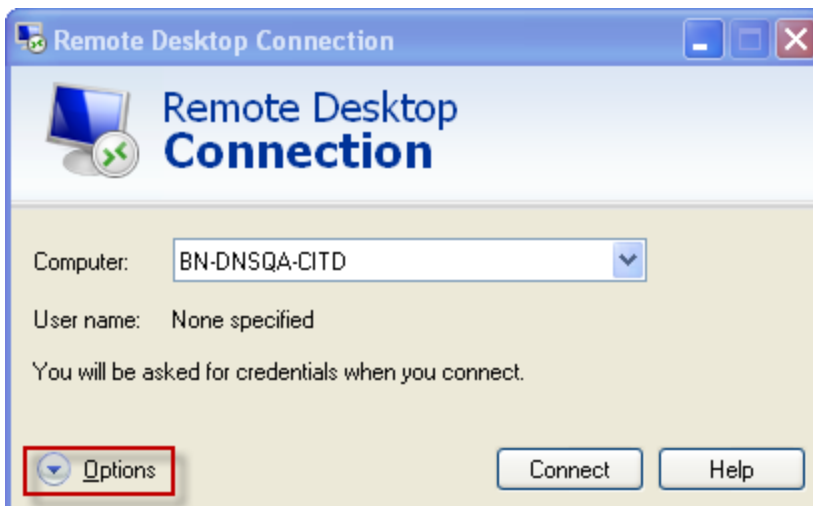 Remote Desktop Connection
Remote Desktop
Connection
Computer: BN-DNSQA-CITD
User name: None specified
You will be asked for credentials when you connect.
Options Connect Help